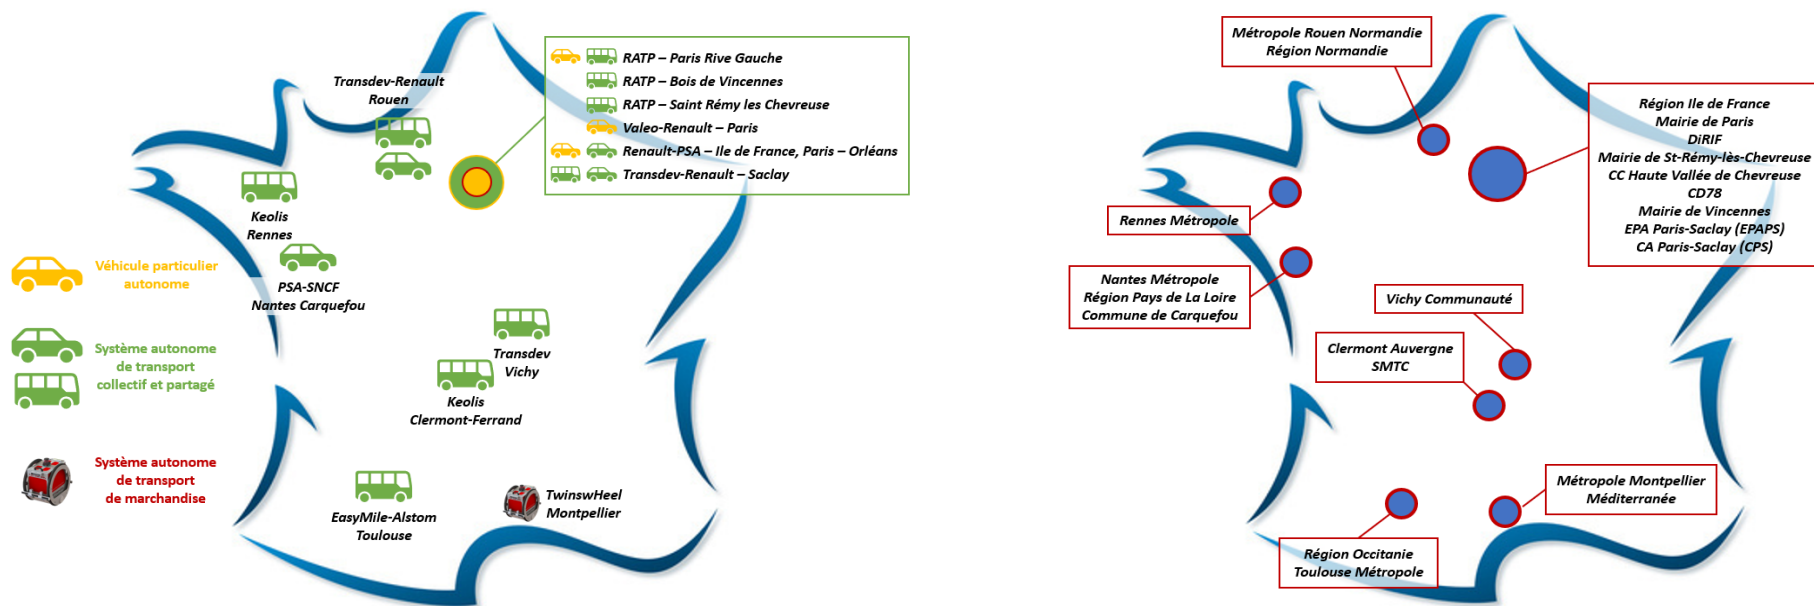 Transdev-Renault
Rouen
RATP – Paris Rive Gauche
RATP – Bois de Vincennes
RATP – Saint Rémy les Chevreuse
Valeo-Renault – Paris
Renault-PSA – Ile de France, Paris – Orléans
Transdev-Renault – Saclay
Keolis
Rennes
PSA-SNCF
Nantes Carquefou
Véhicule particulier
autonome
Système autonome
de transport
collectif et partagé
Système autonome
de transport
de marchandise
Transdev
Vichy
Keolis
Clermont-Ferrand
EasyMile-Alstom
Toulouse
TwinswHeel
Montpellier
Métropole Rouen Normandie
Région Normandie
Région Ile de France
Mairie de Paris
DiRIF
Mairie de St-Rémy-lès-Chevreuse
CC Haute Vallée de Chevreuse
CD78
Mairie de Vincennes
EPA Paris-Saclay (EPAPS)
CA Paris-Saclay (CPS)
Rennes Métropole
Nantes Métropole
Région Pays de La Loire
Commune de Carquefou
Vichy Communauté
Clermont Auvergne
SMTC
Métropole Montpellier
Méditerranée
Région Occitanie
Toulouse Métropole